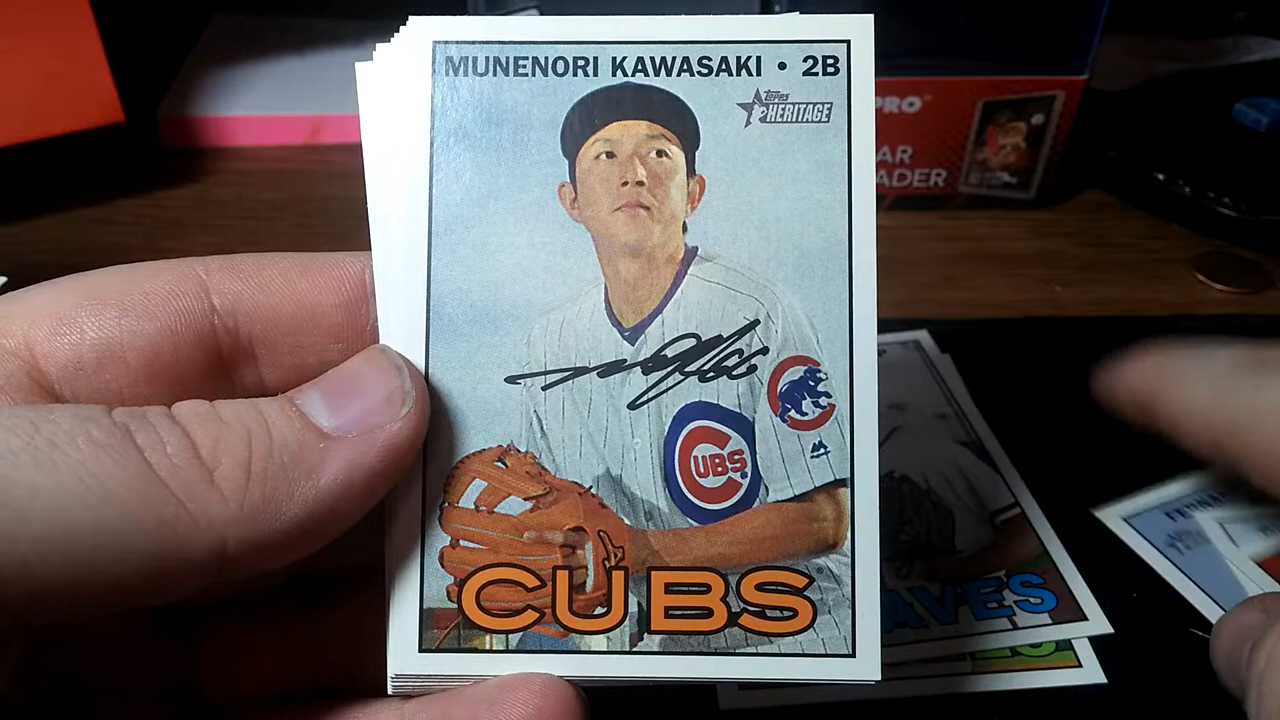 MUNENORI KAWASAKI • 2B
Topps
HERITAGE
PRO
AR
ADER
CUBS
CUBS
AVES